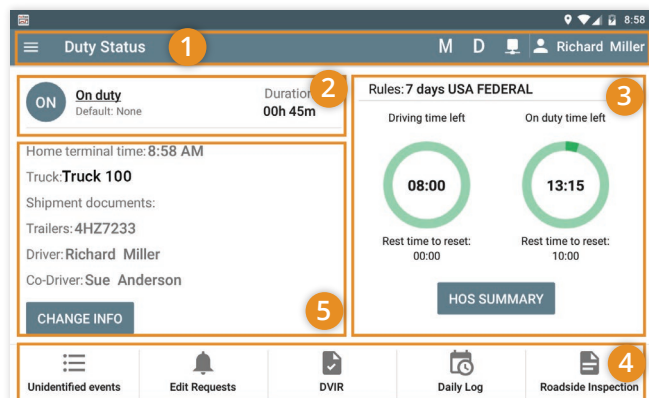 8:58
Duty Status 1 M D Richard Miller
ON On duty Duration 2
Default: None 00h 45m
Rules: 7 days USA FEDERAL 3
Driving time left On duty time left
08:00 13:15
Rest time to reset: Rest time to reset:
00:00 10:00
HOS SUMMARY
Home terminal time: 8:58 AM
Truck: Truck 100
Shipment documents:
Trailers: 4HZ7233
Driver: Richard Miller
Co-Driver: Sue Anderson
CHANGE INFO 5
4
Unidentified events Edit Requests DVIR Daily Log Roadside Inspection